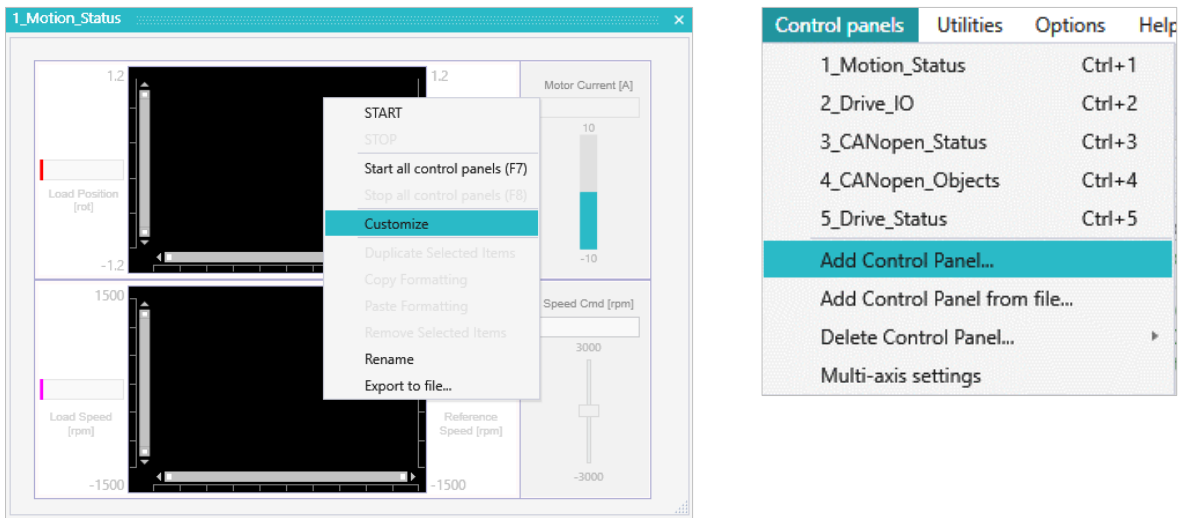 1_Motion_Status
1.2
1.2
Load Position
[rot]
-1.2
1500
Load Speed
[rpm]
-1500
Reference
Speed [rpm]
-1500
Motor Current [A]
10
-10
Speed Cmd [rpm]
3000
-3000
START
STOP
Start all control panels (F7)
Stop all control panels (F8)
Customize
Duplicate Selected Items
Copy Formatting
Paste Formatting
Remove Selected Items
Rename
Export to file...
Control panels Utilities Options Help
1_Motion_Status Ctrl+1
2_Drive_IO Ctrl+2
3_CANopen_Status Ctrl+3
4_CANopen_Objects Ctrl+4
5_Drive_Status Ctrl+5
Add Control Panel...
Add Control Panel from file...
Delete Control Panel...
Multi-axis settings